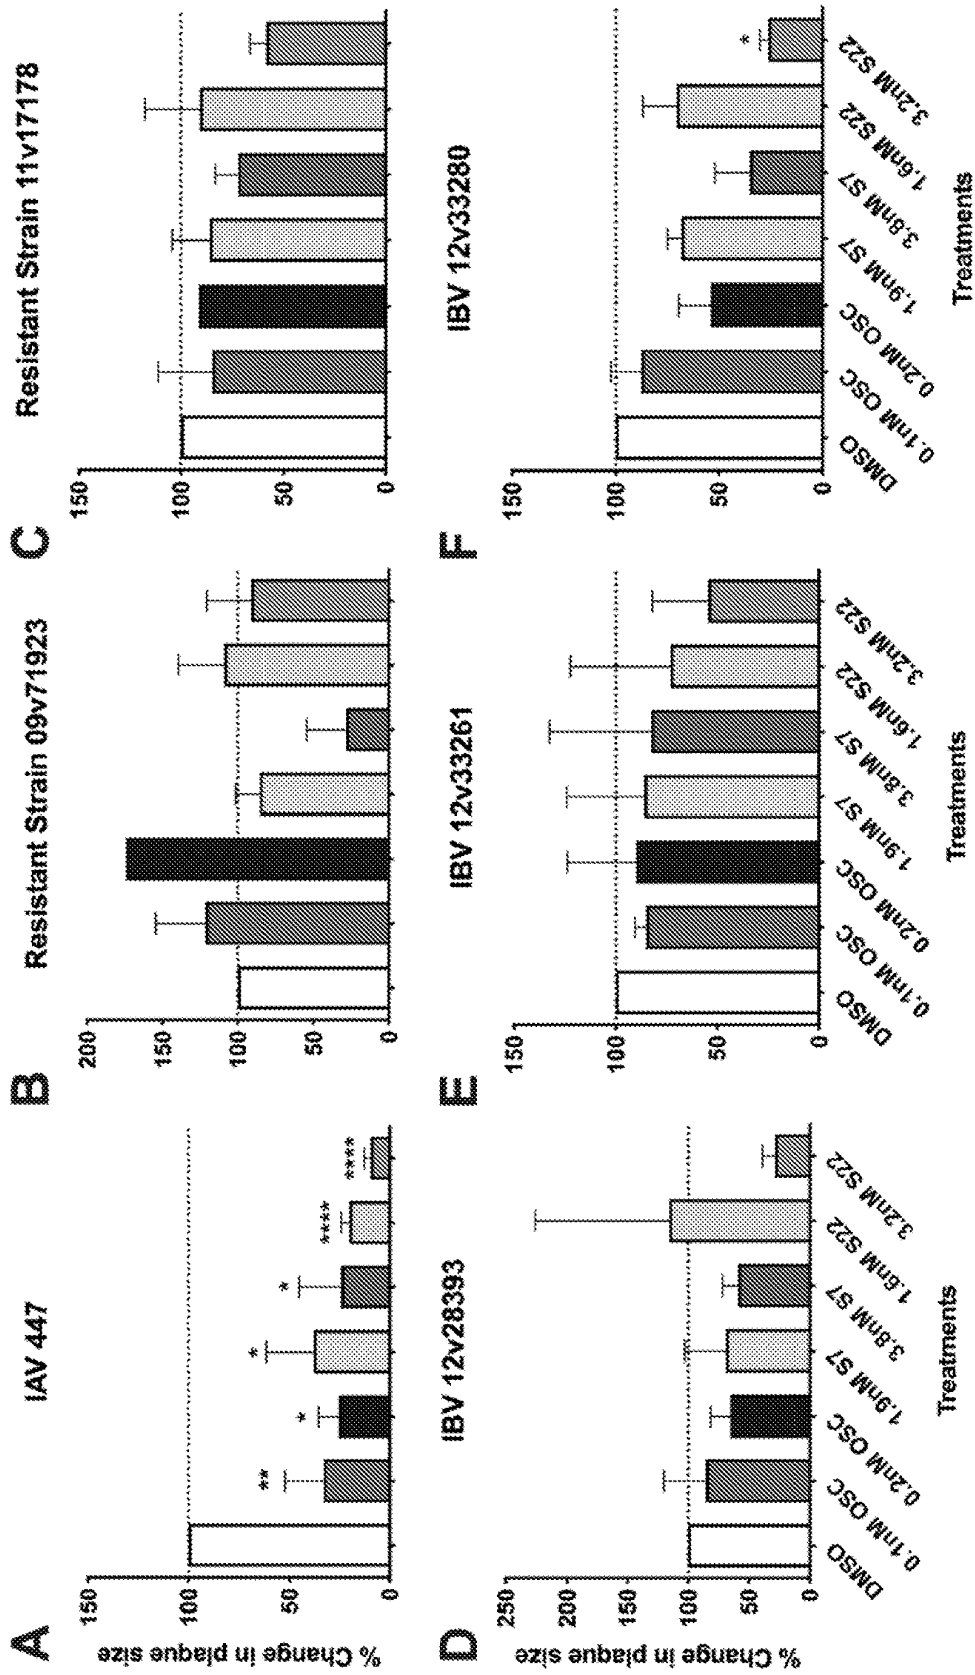 A
IAV 447
% Change in plaque size
150
100
50
0
**
*
*
*
****
****
B
Resistant Strain 09v71923
200
150
100
50
0
C
Resistant Strain 11v17178
150
100
50
0
D
IBV 12v28393
% Change in plaque size
250
200
150
100
50
0
DMSO
0.1nM OSC
0.2nM OSC
1.9nM S7
3.8nM S7
1.6nM S22
3.2nM S22
Treatments
E
IBV 12v33261
150
100
50
0
DMSO
0.1nM OSC
0.2nM OSC
1.9nM S7
3.8nM S7
1.6nM S22
3.2nM S22
Treatments
F
IBV 12v33280
150
100
50
0
*
DMSO
0.1nM OSC
0.2nM OSC
1.9nM S7
3.8nM S7
1.6nM S22
3.2nM S22
Treatments